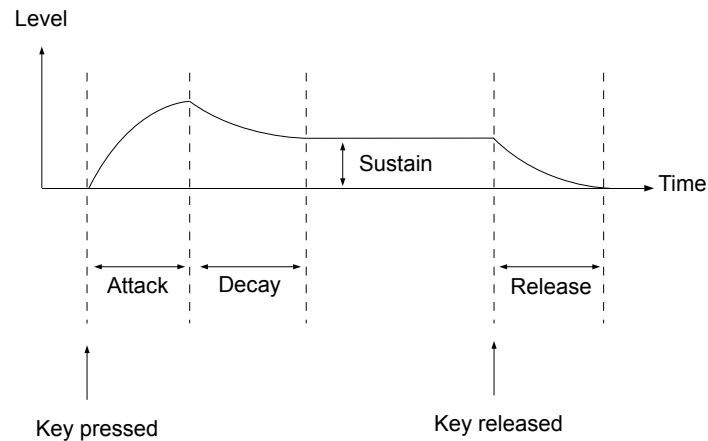 Level
Sustain
Time
Attack
Decay
Release
Key pressed
Key released